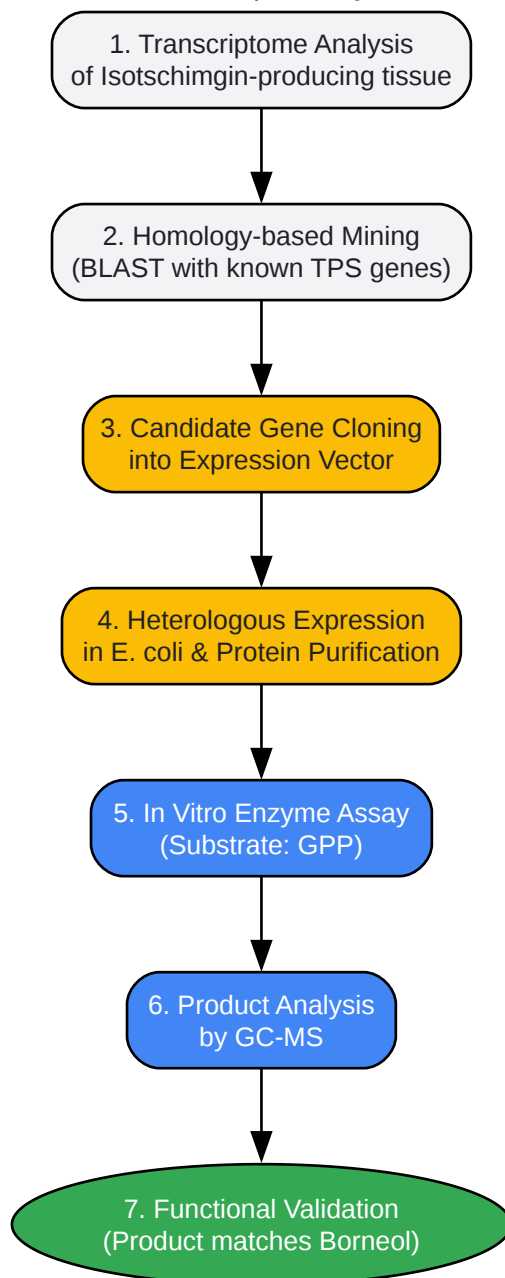 1. Transcriptome Analysis
of Isotschimgin-producing tissue
2. Homology-based Mining
(BLAST with known TPS genes)
3. Candidate Gene Cloning
into Expression Vector
4. Heterologous Expression
in E. coli & Protein Purification
5. In Vitro Enzyme Assay
(Substrate: GPP)
6. Product Analysis
by GC-MS
7. Functional Validation
(Product matches Borneol)